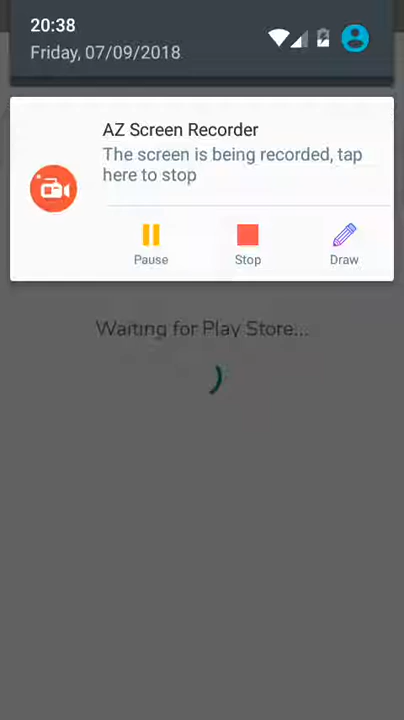 20:38
Friday, 07/09/2018
AZ Screen Recorder
The screen is being recorded, tap
here to stop
Pause
Stop
Draw
Waiting for Play Store...